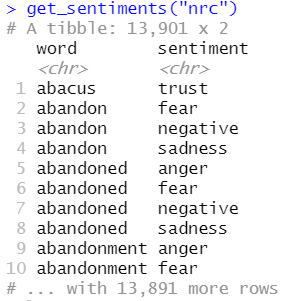 > get_sentiments("nrc")
# A tibble: 13,901 x 2
word sentiment
<chr> <chr>
1 abacus trust
2 abandon fear
3 abandon negative
4 abandon sadness
5 abandoned anger
6 abandoned fear
7 abandoned negative
8 abandoned sadness
9 abandonment anger
10 abandonment fear
# ... with 13,891 more rows